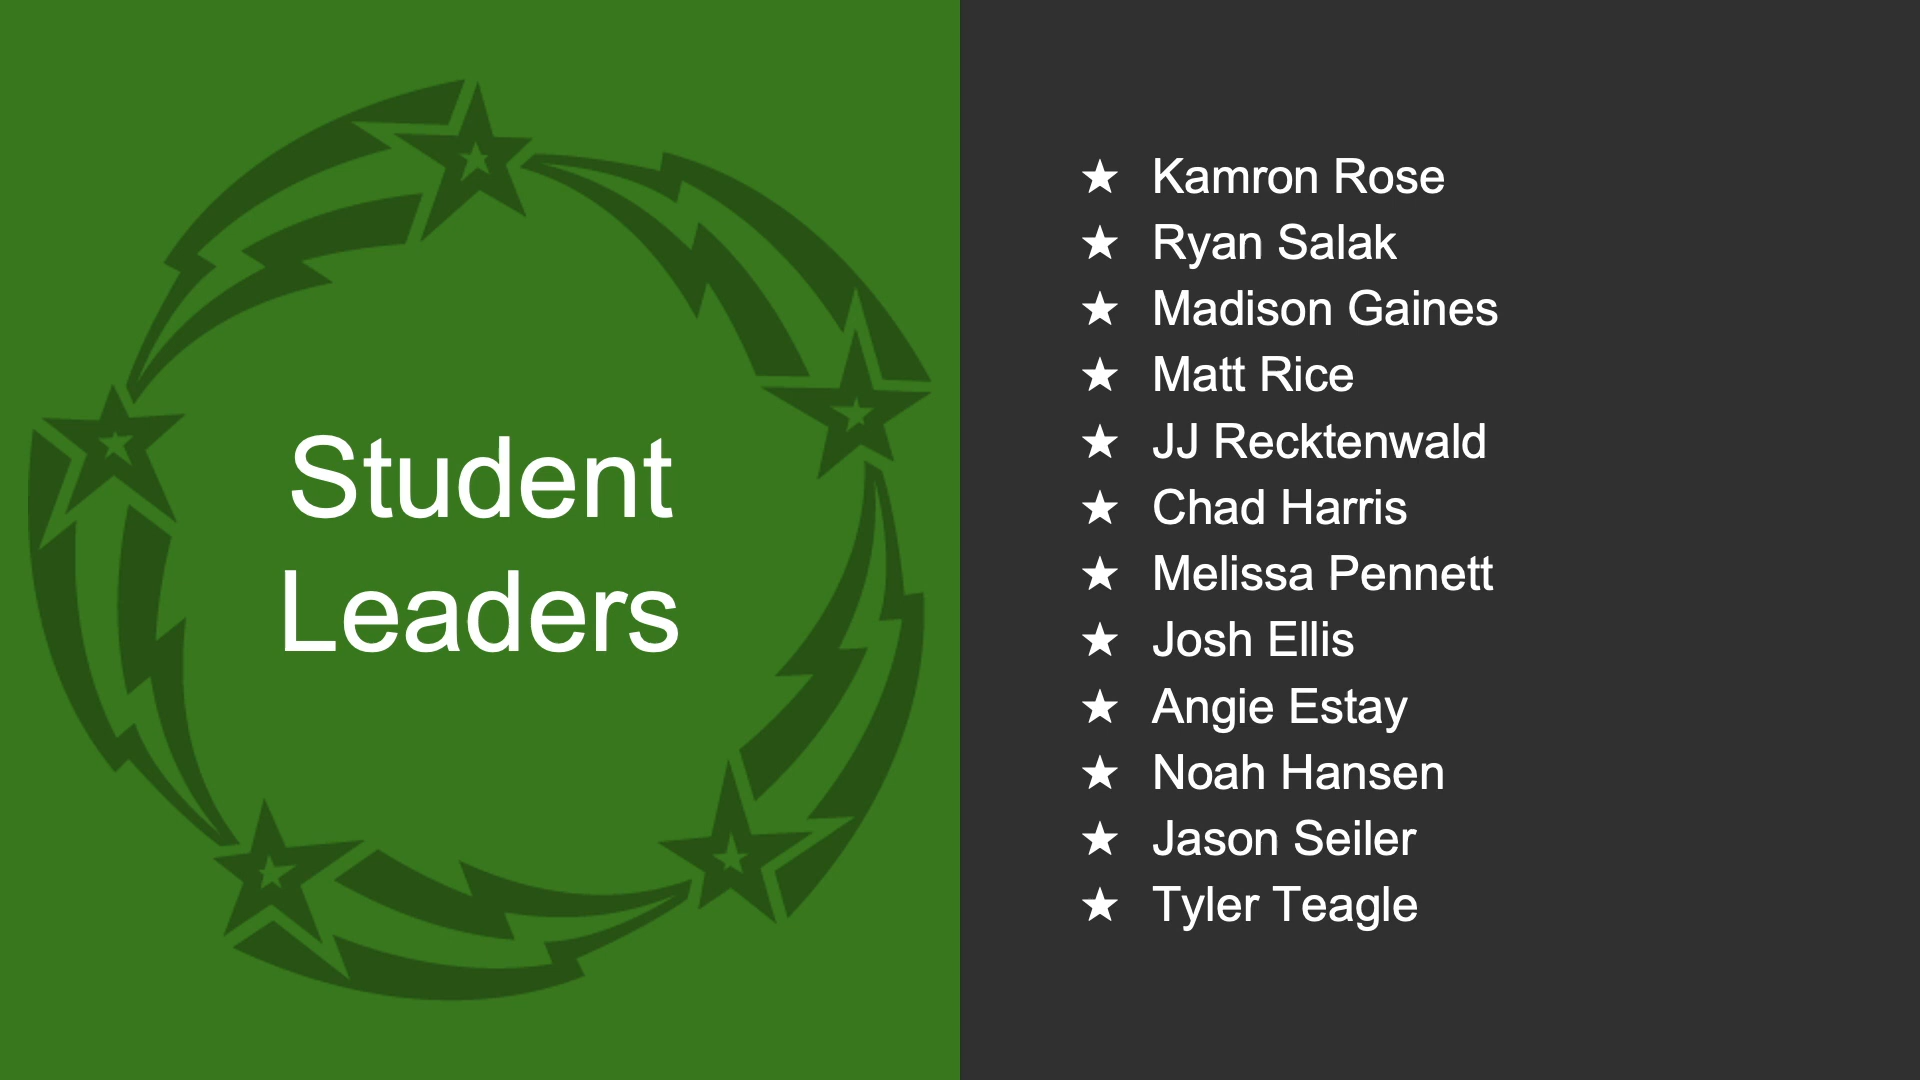 Student
Leaders
★ Kamron Rose
★ Ryan Salak
★ Madison Gaines
★ Matt Rice
★ JJ Recktenwald
★ Chad Harris
★ Melissa Pennett
★ Josh Ellis
★ Angie Estay
★ Noah Hansen
★ Jason Seiler
★ Tyler Teagle